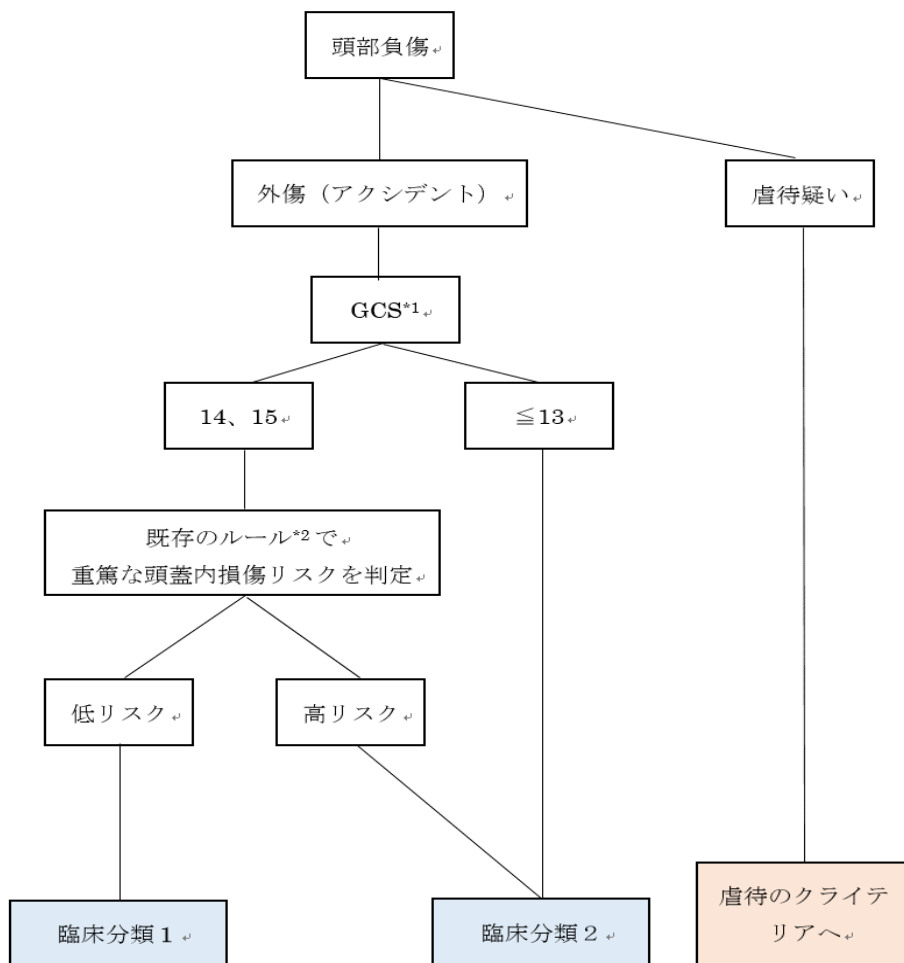 頭部負傷
外傷（アクシデント）
虐待疑い
GCS*1
14、15
≦13
既存のルール*2で
重篤な頭蓋内損傷リスクを判定
低リスク
高リスク
臨床分類１
臨床分類２
虐待のクライテ
リアへ